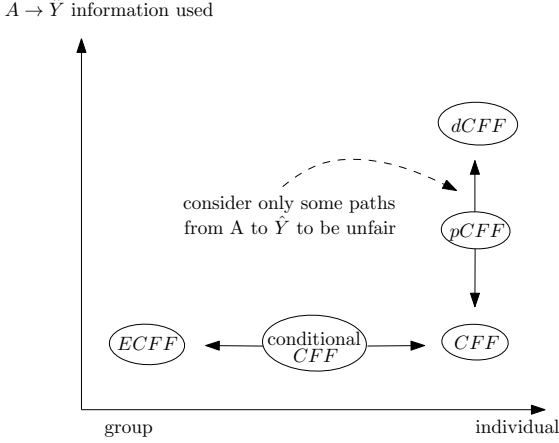 A → Y information used
dCFF
consider only some paths
from A to Ŷ to be unfair
pCFF
ECFF
conditional
CFF
CFF
group
individual